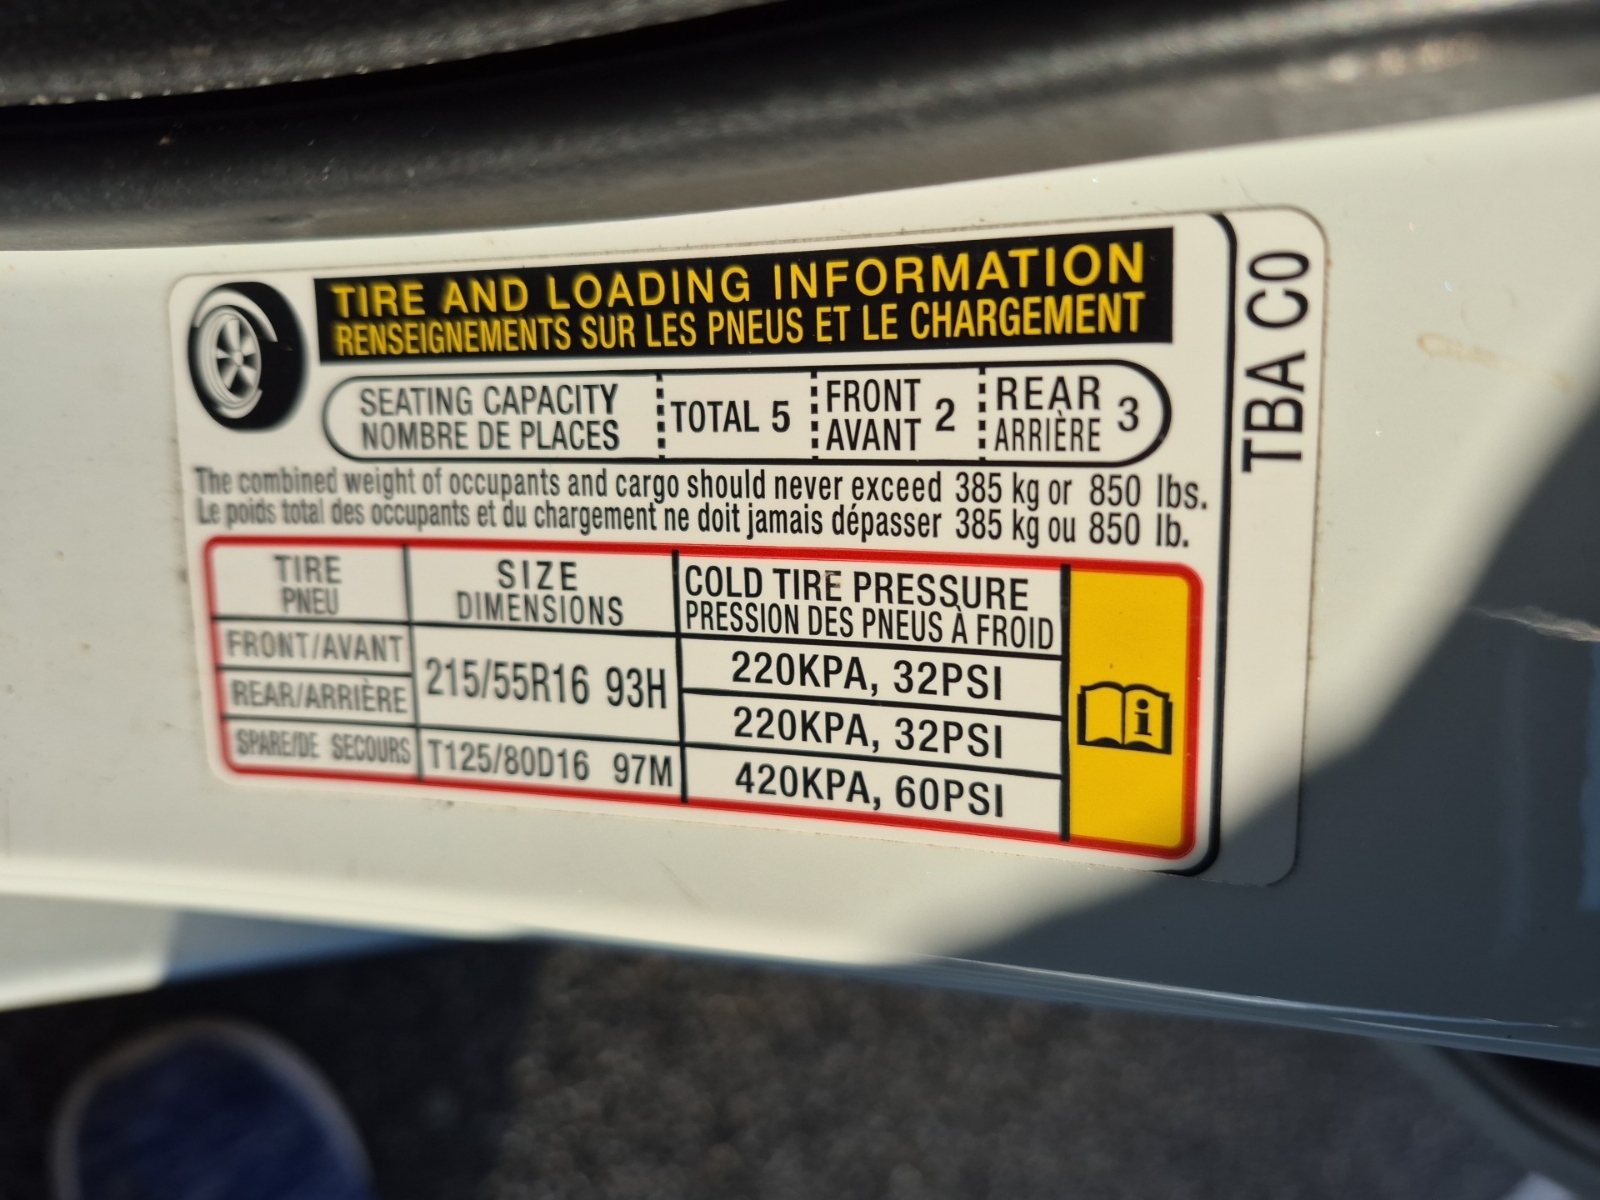 TIRE AND LOADING INFORMATION
RENSEIGNEMENTS SUR LES PNEUS ET LE CHARGEMENT
SEATING CAPACITY
NOMBRE DE PLACES
TOTAL 5
FRONT
AVANT
2
REAR
ARRIÈRE
3
The combined weight of occupants and cargo should never exceed 385 kg or 850 lbs.
Le poids total des occupants et du chargement ne doit jamais dépasser 385 kg ou 850 lb.
TIRE
PNEU
SIZE
DIMENSIONS
COLD TIRE PRESSURE
PRESSION DES PNEUS À FROID
FRONT/AVANT
215/55R16 93H
220KPA, 32PSI
REAR/ARRIÈRE
220KPA, 32PSI
SPARE/DE SECOURS
T125/80D16 97M
420KPA, 60PSI
i
TBA C0